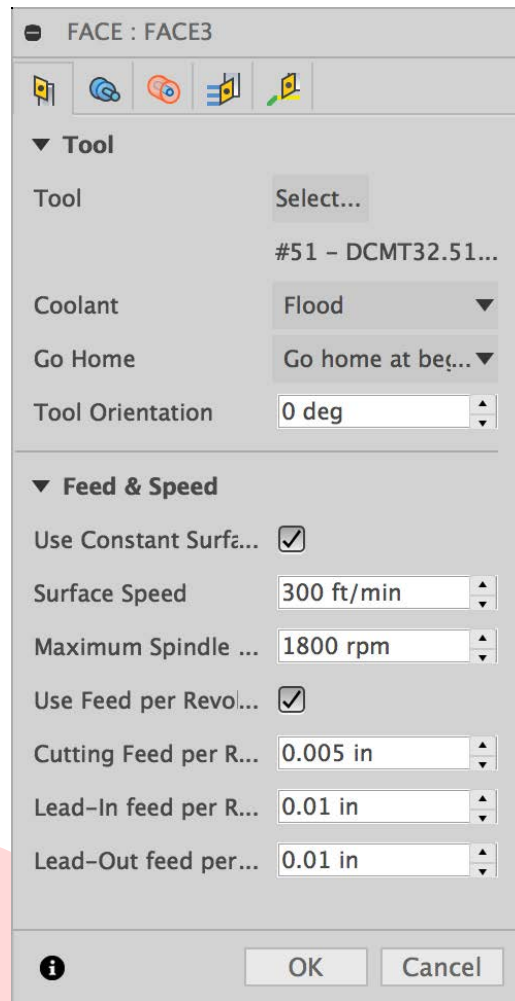 FACE : FACE3
Tool
Tool Select...
#51 - DCMT32.51...
Coolant Flood
Go Home Go home at beg...
Tool Orientation 0 deg
Feed & Speed
Use Constant Surfa...
Surface Speed 300 ft/min
Maximum Spindle ... 1800 rpm
Use Feed per Revol...
Cutting Feed per R... 0.005 in
Lead-In feed per R... 0.01 in
Lead-Out feed per... 0.01 in
OK Cancel